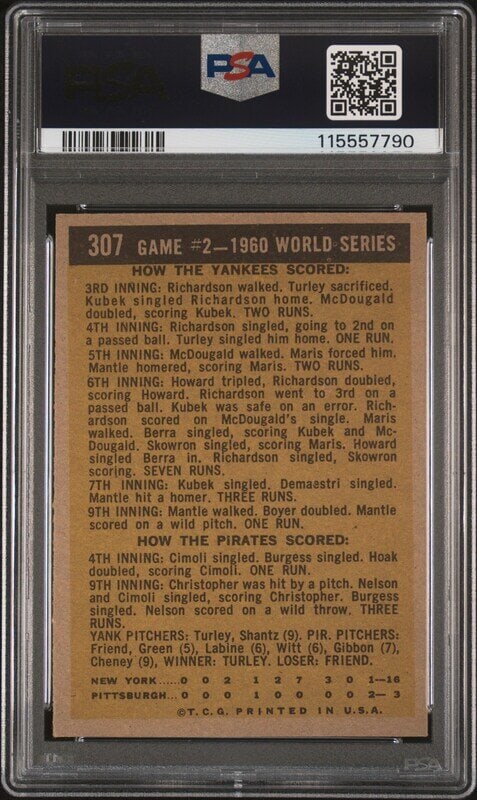 PSA
115557790
307 GAME #2—1960 WORLD SERIES
HOW THE YANKEES SCORED:
3RD INNING: Richardson walked. Turley sacrificed.
Kubek singled Richardson home. McDougald
doubled, scoring Kubek. TWO RUNS.
4TH INNING: Richardson singled, going to 2nd on
a passed ball. Turley singled him home. ONE RUN.
5TH INNING: McDougald walked. Maris forced him.
Mantle homered, scoring Maris. TWO RUNS.
6TH INNING: Howard tripled, Richardson doubled,
scoring Howard. Richardson went to 3rd on a
passed ball. Kubek was safe on an error. Rich-
ardson scored on McDougald's single. Maris
walked. Berra singled, scoring Kubek and Mc-
Dougald. Skowron singled, scoring Maris. Howard
singled Berra in. Richardson singled, Skowron
scoring. SEVEN RUNS.
7TH INNING: Kubek singled. Demaestri singled.
Mantle hit a homer. THREE RUNS.
9TH INNING: Mantle walked. Boyer doubled. Mantle
scored on a wild pitch. ONE RUN.
HOW THE PIRATES SCORED:
4TH INNING: Cimoli singled. Burgess singled. Hoak
doubled, scoring Cimoli. ONE RUN.
9TH INNING: Christopher was hit by a pitch. Nelson
and Cimoli singled, scoring Christopher. Burgess
singled. Nelson scored on a wild throw. THREE
RUNS.
YANK PITCHERS: Turley, Shantz (9). PIR. PITCHERS:
Friend, Green (5), Labine (6), Witt (6), Gibbon (7),
Cheney (9), WINNER: TURLEY. LOSER: FRIEND.
NEW YORK.....0 0 2 1 2 7 3 0 1—16
PITTSBURGH...0 0 0 1 0 0 0 0 2— 3
©T.C.G. PRINTED IN U.S.A.
PSA